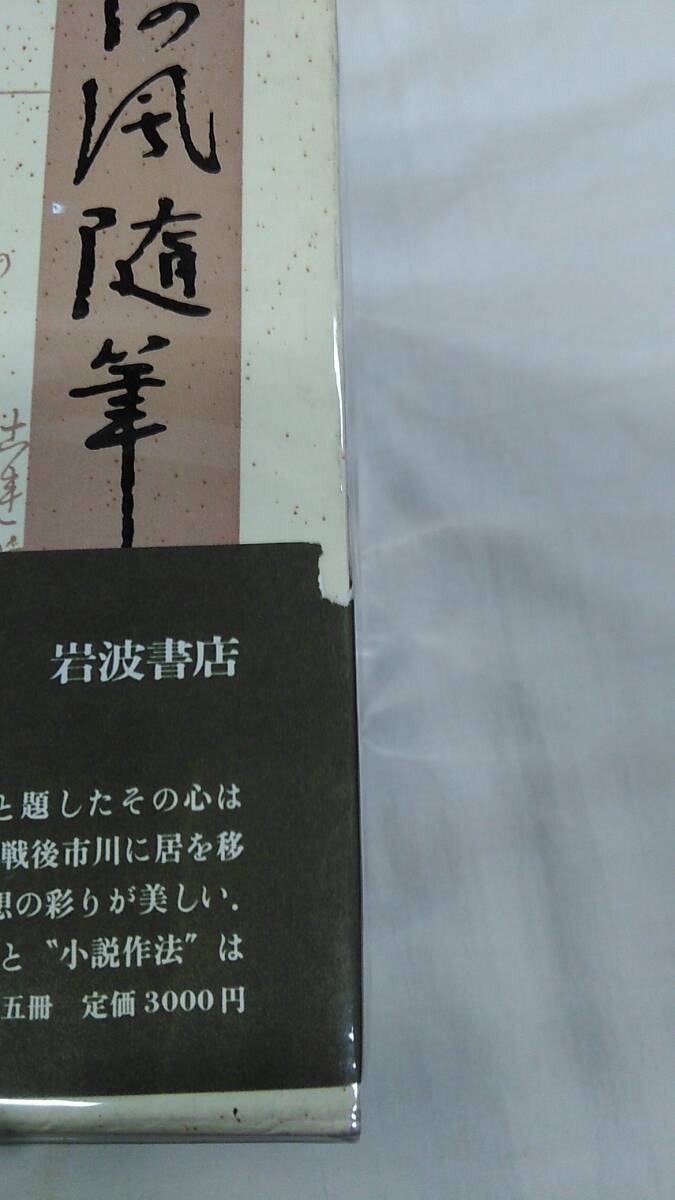 風随筆
岩波書店
と題したその心は
戦後市川に居を移
想の彩りが美しい.
と〝小説作法〟は
五冊 定価3000円